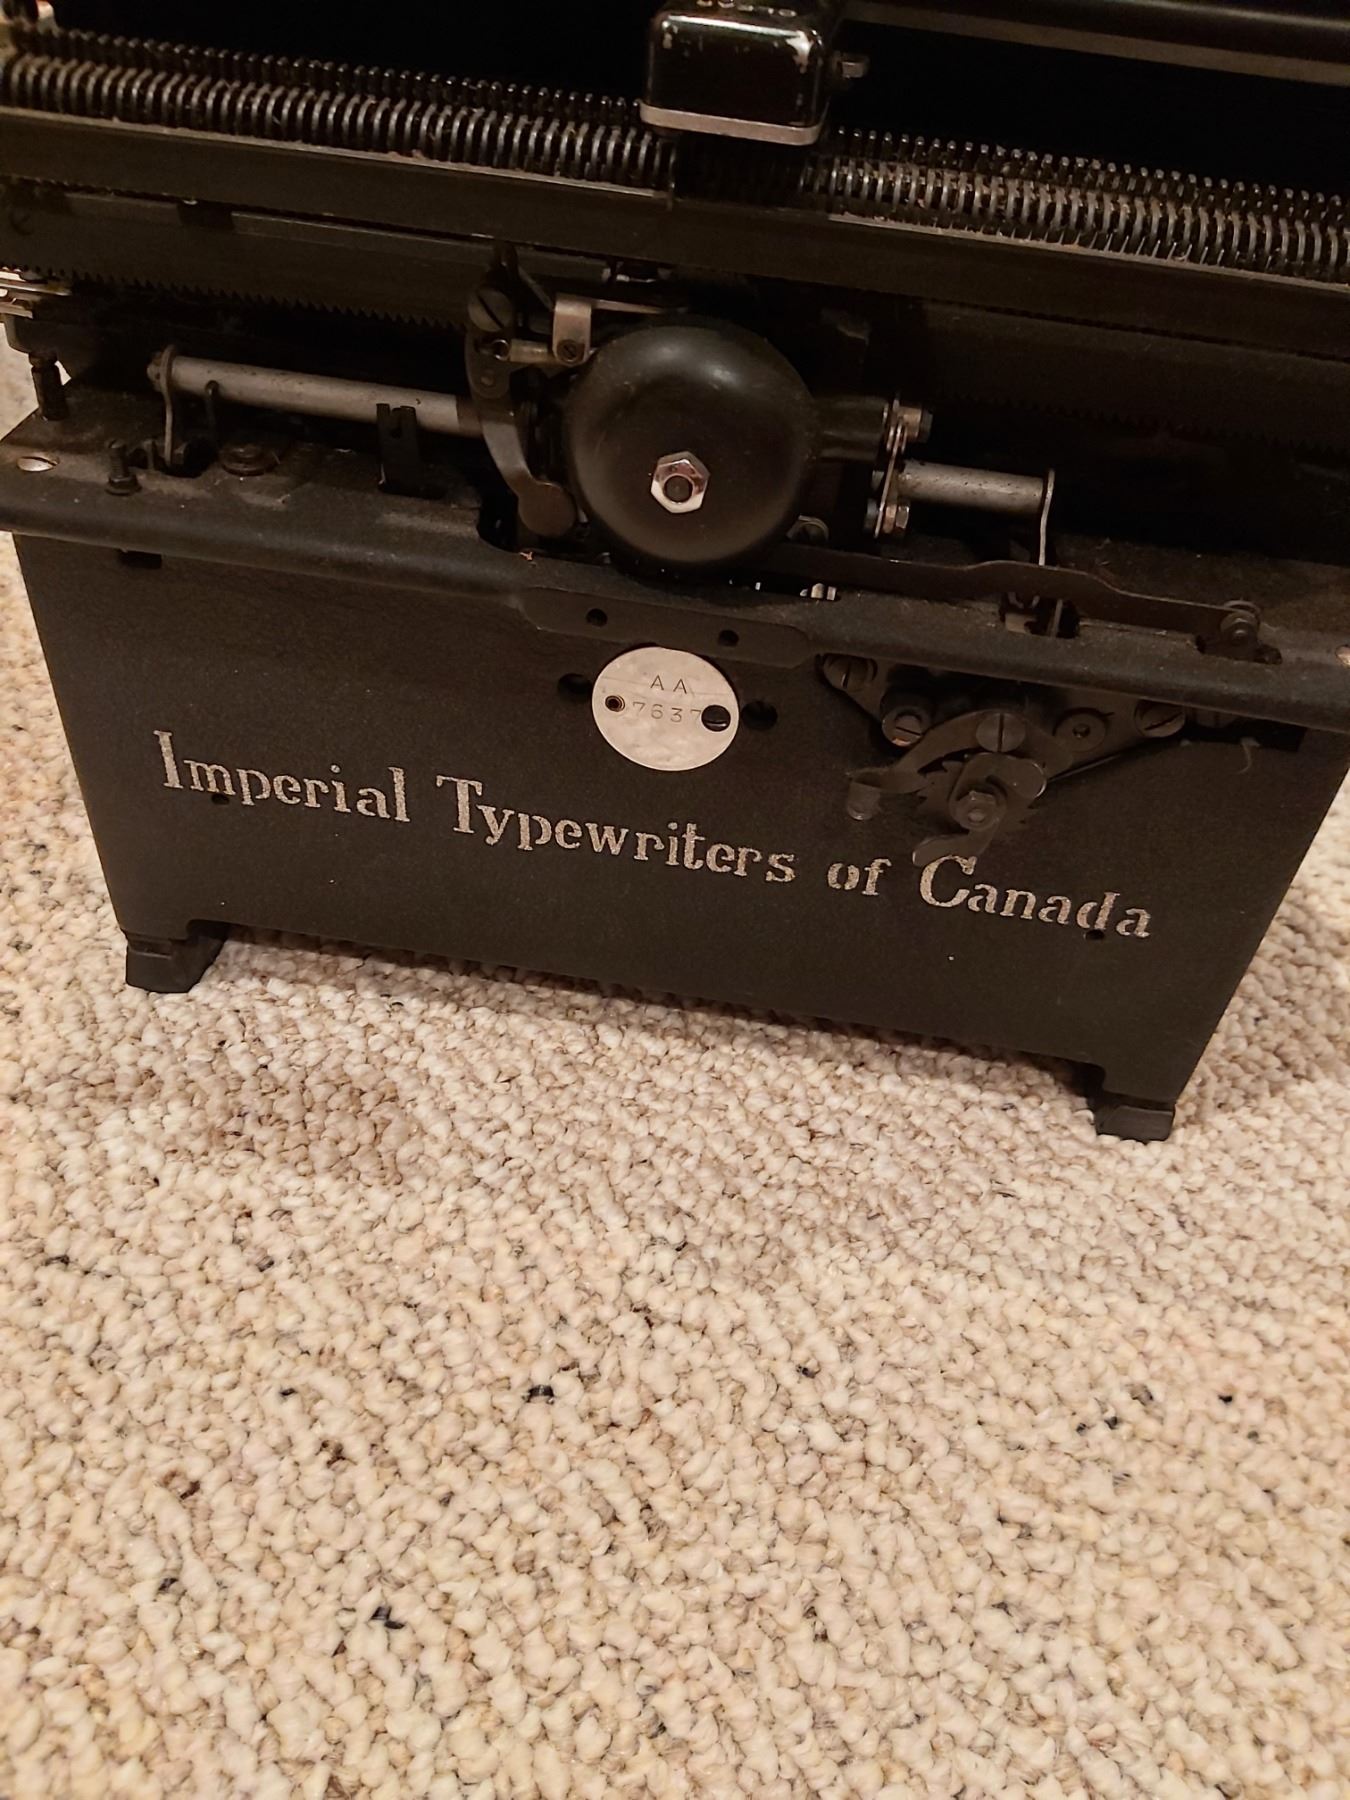 AA
7637
Imperial Typewriters of Canada